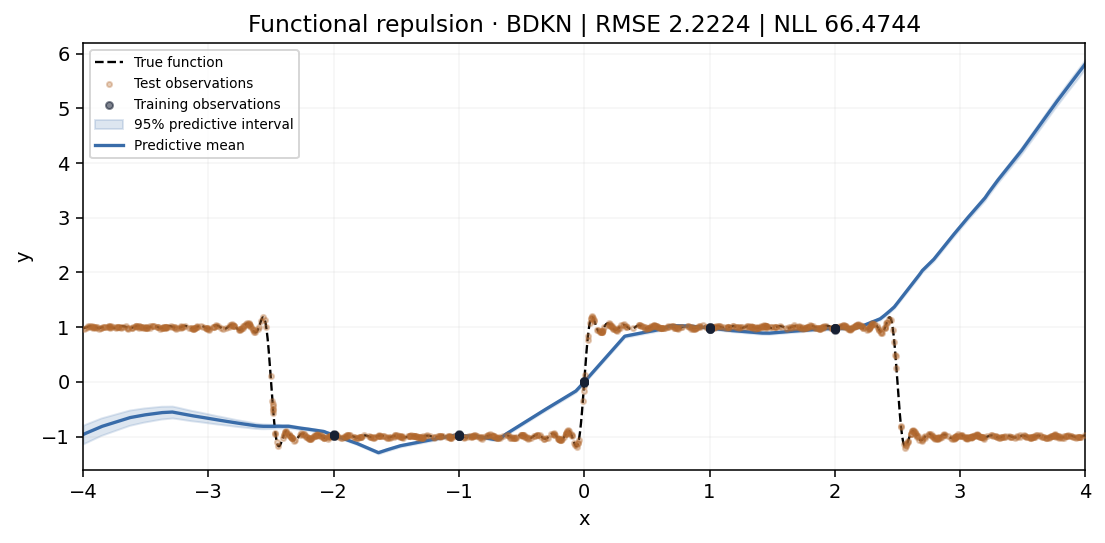 Functional repulsion · BDKN | RMSE 2.2224 | NLL 66.4744
True function
Test observations
Training observations
95% predictive interval
Predictive mean
y
6
5
4
3
2
1
0
−1
−4 −3 −2 −1 0 1 2 3 4
x